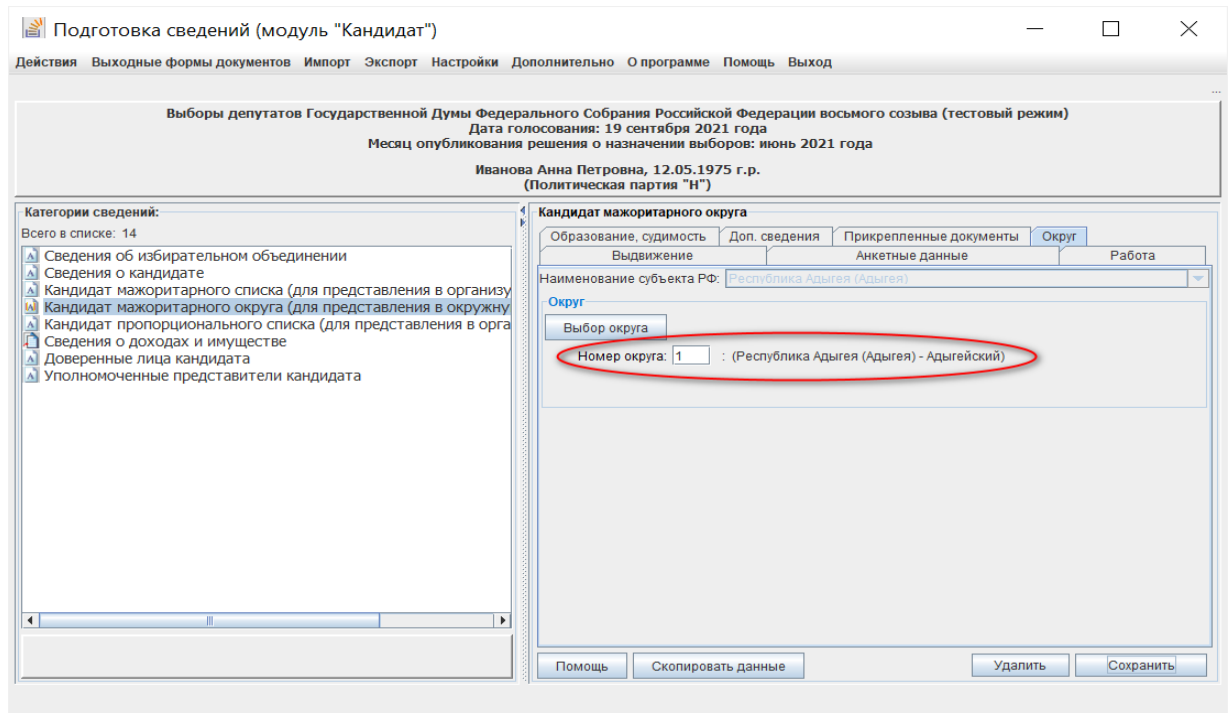 Подготовка сведений (модуль "Кандидат")
Действия Выходные формы документов Импорт Экспорт Настройки Дополнительно О программе Помощь Выход
...
Выборы депутатов Государственной Думы Федерального Собрания Российской Федерации восьмого созыва (тестовый режим)
Дата голосования: 19 сентября 2021 года
Месяц опубликования решения о назначении выборов: июнь 2021 года
Иванова Анна Петровна, 12.05.1975 г.р.
(Политическая партия "Н")
Категории сведений:
Всего в списке: 14
Сведения об избирательном объединении
Сведения о кандидате
Кандидат мажоритарного списка (для представления в организу
Кандидат мажоритарного округа (для представления в окружну
Кандидат пропорционального списка (для представления в орга
Сведения о доходах и имуществе
Доверенные лица кандидата
Уполномоченные представители кандидата
Кандидат мажоритарного округа
Образование, судимость Доп. сведения Прикрепленные документы Округ
Выдвижение Анкетные данные Работа
Наименование субъекта РФ: Республика Адыгея (Адыгея)
Округ
Выбор округа
Номер округа: 1 : (Республика Адыгея (Адыгея) - Адыгейский)
Помощь Скопировать данные Удалить Сохранить